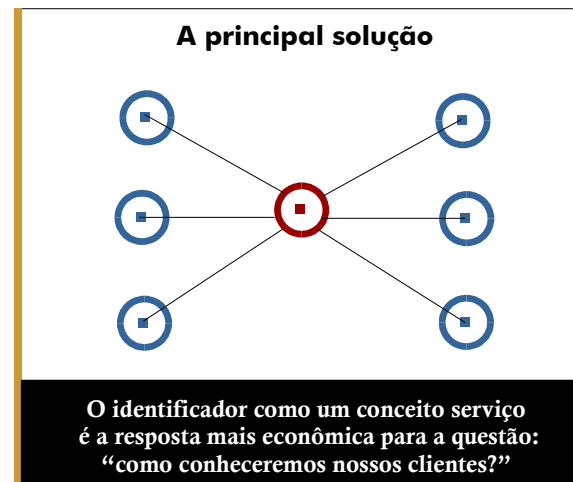 A principal solução
O identificador como um conceito serviço
é a resposta mais econômica para a questão:
“como conheceremos nossos clientes?”